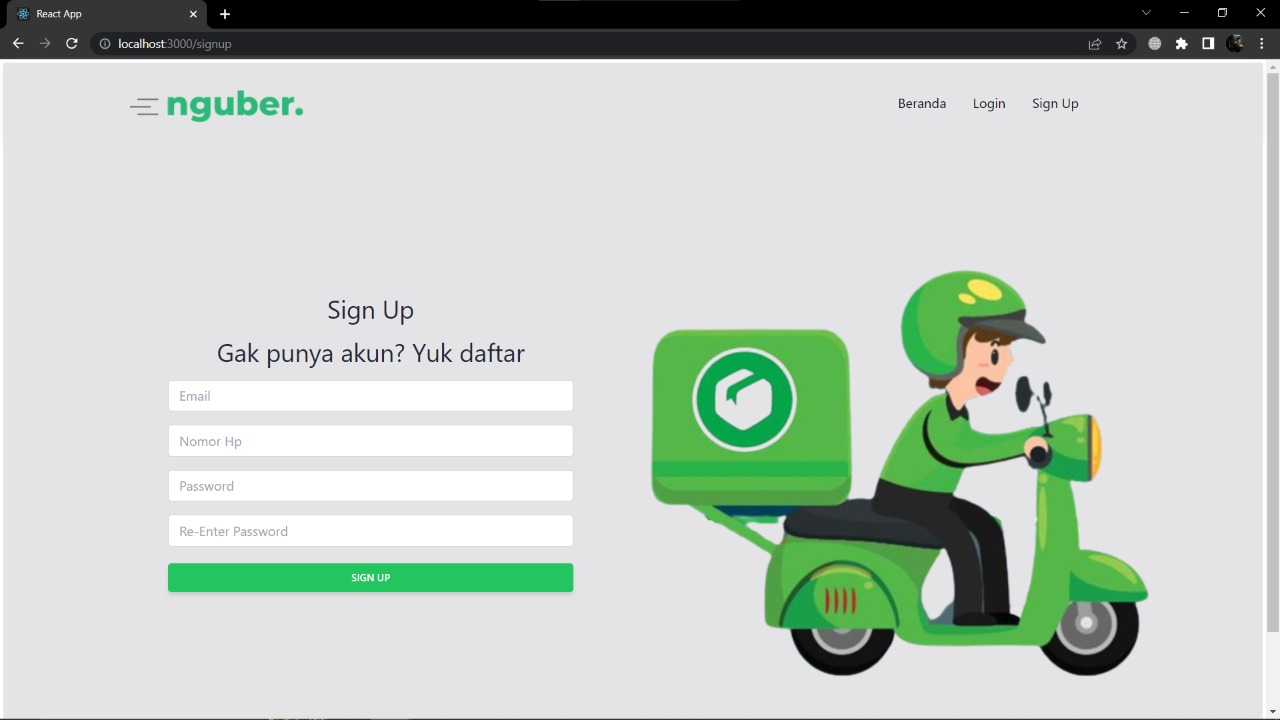 React App
localhost:3000/signup
nguber.
Beranda
Login
Sign Up
Sign Up
Gak punya akun? Yuk daftar
Email
Nomor Hp
Password
Re-Enter Password
SIGN UP